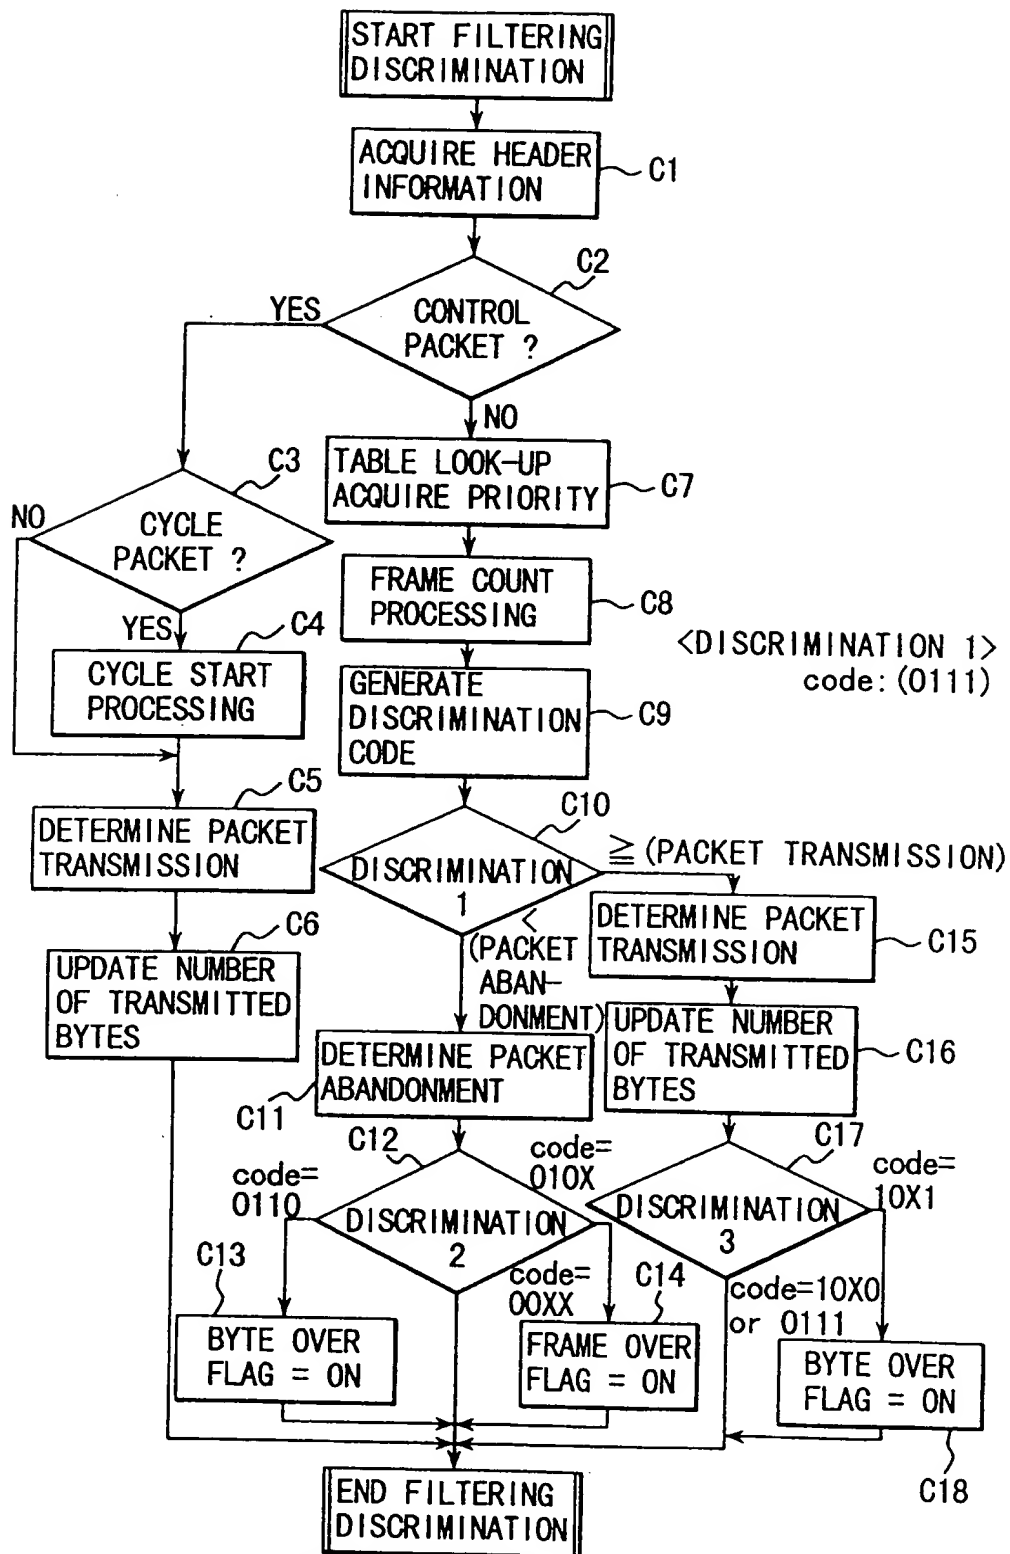 START FILTERING
DISCRIMINATION
ACQUIRE HEADER
INFORMATION
C1
C2
YES
CONTROL
PACKET ?
NO
C3
TABLE LOOK-UP
ACQUIRE PRIORITY
C7
NO
CYCLE
PACKET ?
FRAME COUNT
PROCESSING
C8
YES
C4
<DISCRIMINATION 1>
code:(0111)
CYCLE START
PROCESSING
GENERATE
DISCRIMINATION
CODE
C9
C5
C10
DETERMINE PACKET
TRANSMISSION
DISCRIMINATION
1
≧(PACKET TRANSMISSION)
<
(PACKET
ABAN-
DONMENT)
DETERMINE PACKET
TRANSMISSION
C15
C6
UPDATE NUMBER
OF TRANSMITTED
BYTES
UPDATE NUMBER
OF TRANSMITTED
BYTES
C16
DETERMINE PACKET
ABANDONMENT
C11
C12
code=
010X
C17
code=
0110
code=
10X1
DISCRIMINATION
2
DISCRIMINATION
3
C13
code=
00XX
C14
code=10X0
or 0111
BYTE OVER
FLAG = ON
FRAME OVER
FLAG = ON
BYTE OVER
FLAG = ON
C18
END FILTERING
DISCRIMINATION